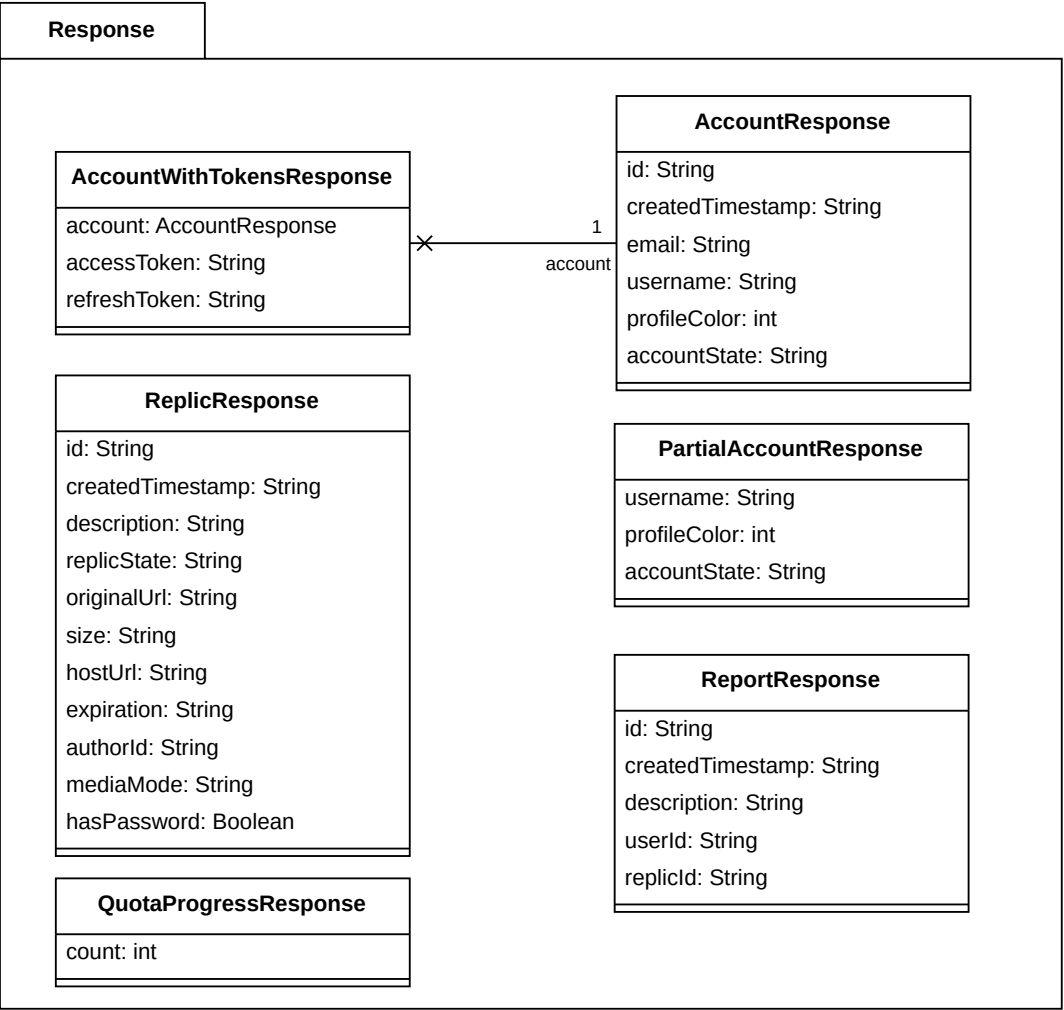 Response
AccountWithTokensResponse
account: AccountResponse
accessToken: String
refreshToken: String
1
account
AccountResponse
id: String
createdTimestamp: String
email: String
username: String
profileColor: int
accountState: String
ReplicResponse
id: String
createdTimestamp: String
description: String
replicState: String
originalUrl: String
size: String
hostUrl: String
expiration: String
authorId: String
mediaMode: String
hasPassword: Boolean
PartialAccountResponse
username: String
profileColor: int
accountState: String
ReportResponse
id: String
createdTimestamp: String
description: String
userId: String
replicId: String
QuotaProgressResponse
count: int